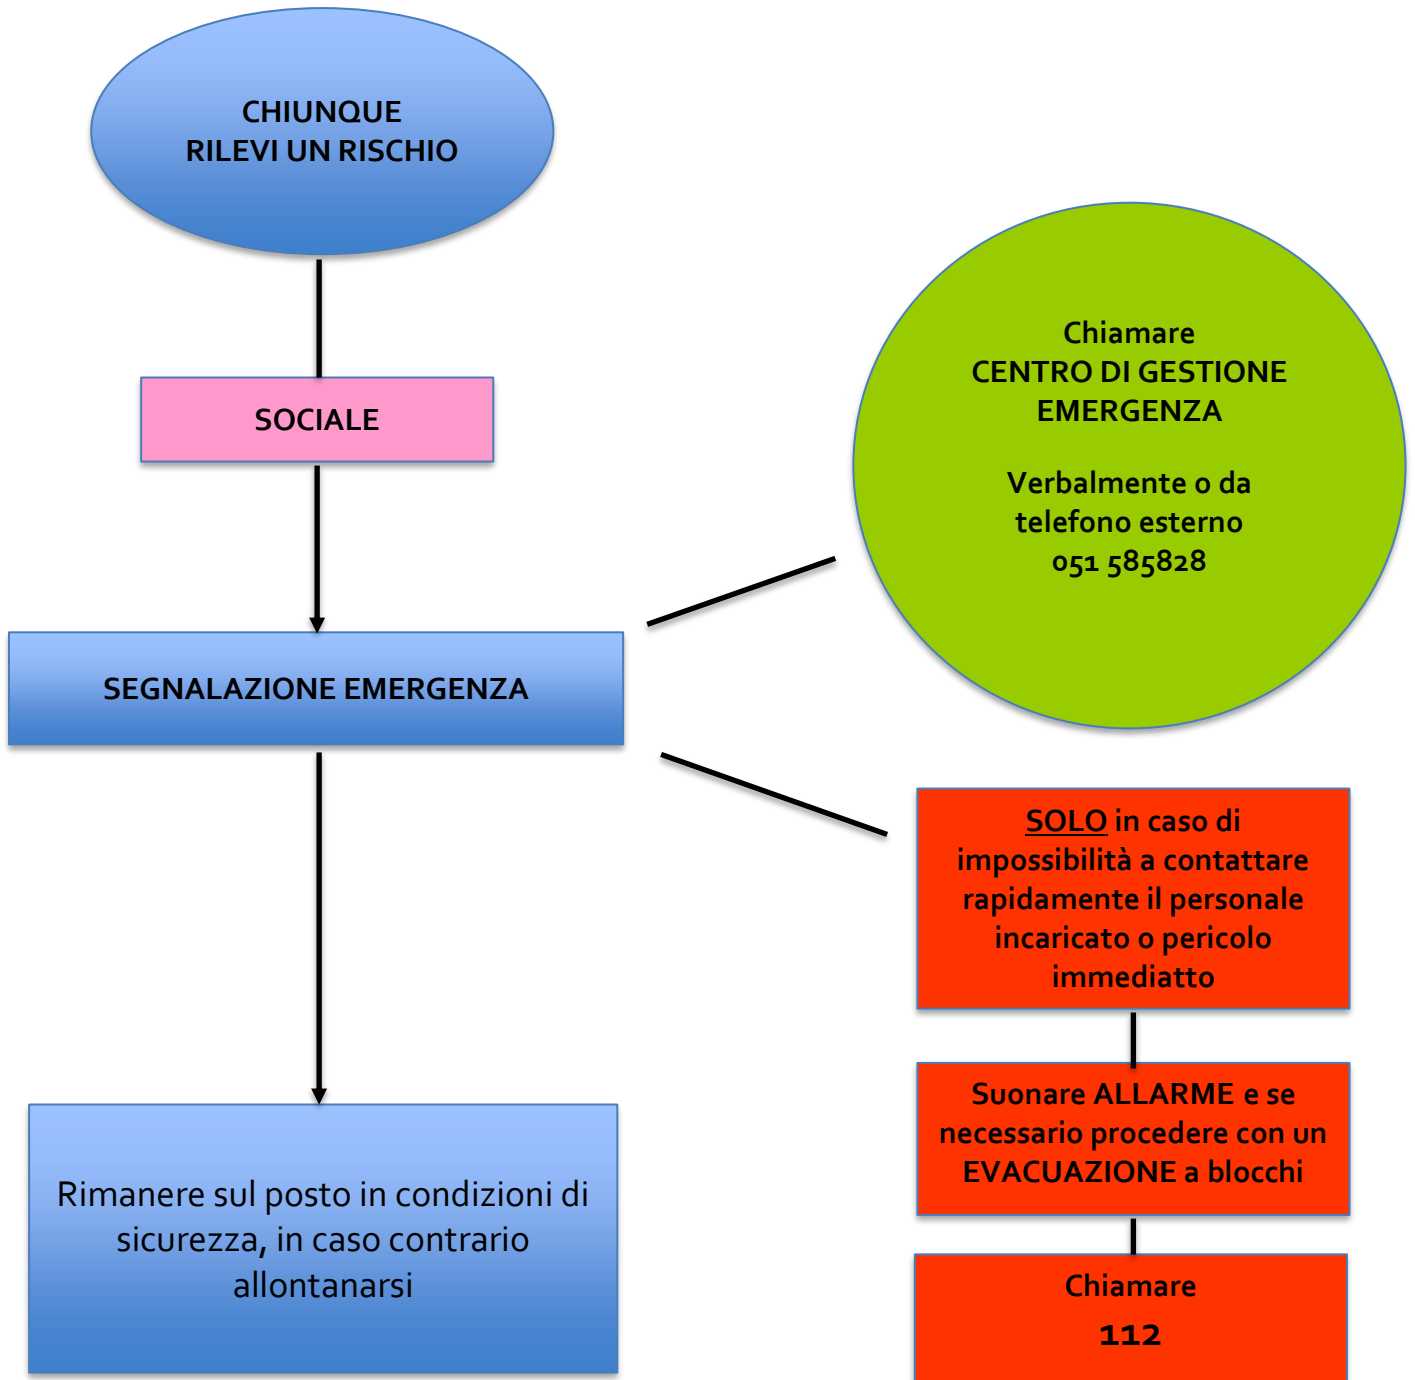 CHIUNQUE
RILEVI UN RISCHIO
SOCIALE
SEGNALAZIONE EMERGENZA
Chiamare
CENTRO DI GESTIONE
EMERGENZA
Verbalmente o da
telefono esterno
051 585828
SOLO in caso di
impossibilità a contattare
rapidamente il personale
incaricato o pericolo
immediatto
Suonare ALLARME e se
necessario procedere con un
EVACUAZIONE a blocchi
Chiamare
112
Rimanere sul posto in condizioni di
sicurezza, in caso contrario
allontanarsi